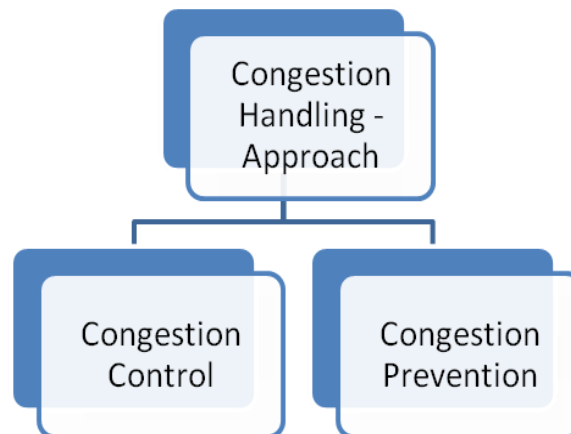 Congestion
Handling -
Approach
Congestion
Control
Congestion
Prevention